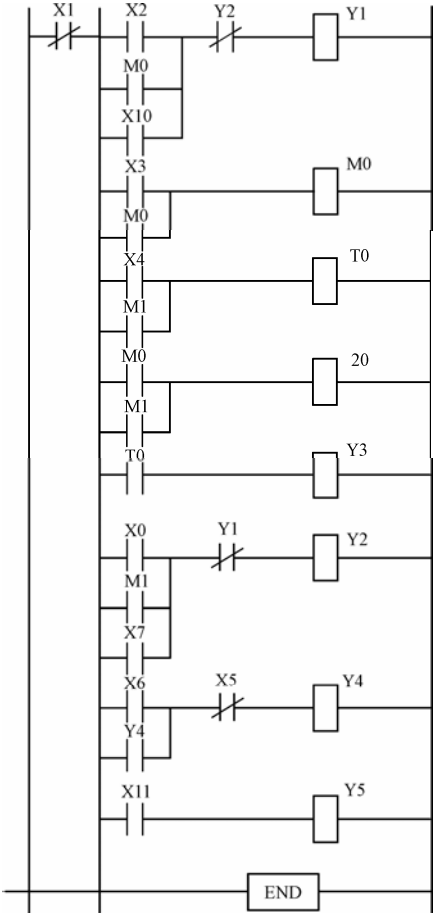 X1 X2 Y2 Y1
M0
X10
X3 M0
M0
X4 T0
M1
M0 20
M1
T0 Y3
X0 Y1 Y2
M1
X7
X6 X5 Y4
Y4
X11 Y5
END